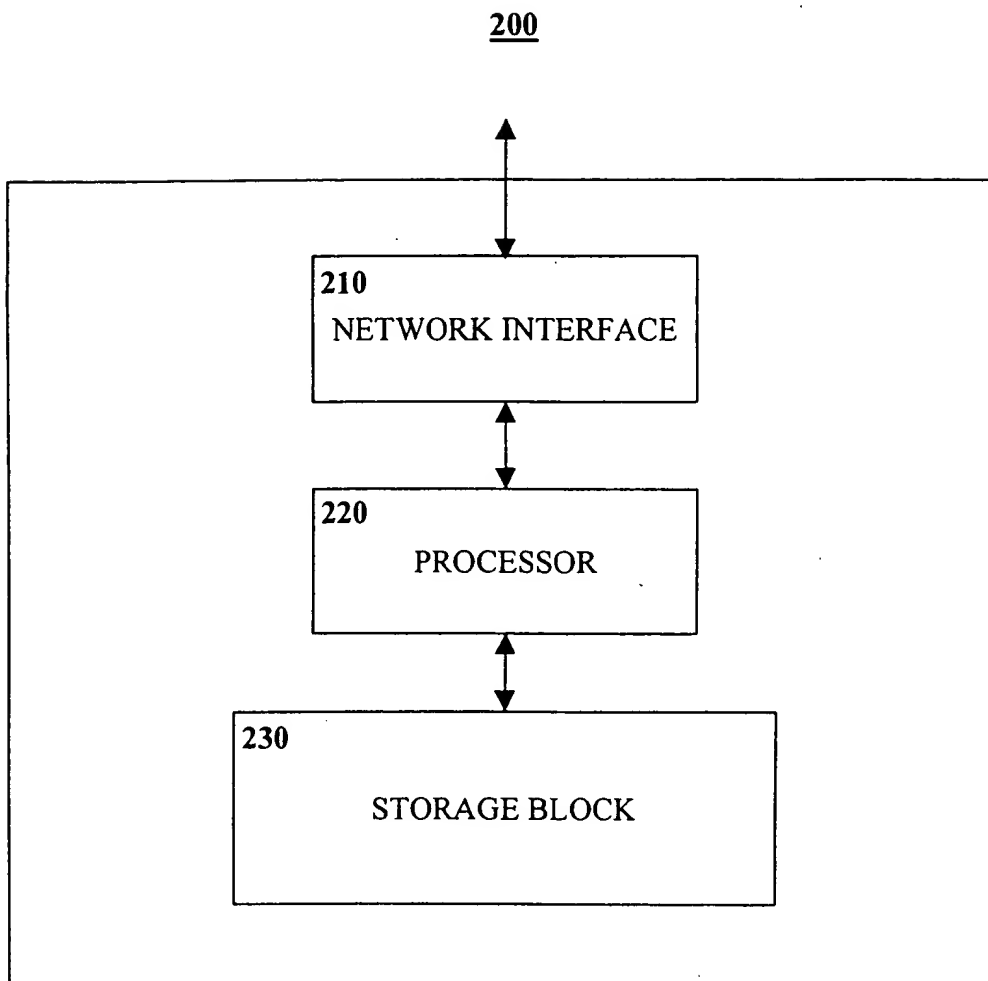 200
210
NETWORK INTERFACE
220
PROCESSOR
230
STORAGE BLOCK